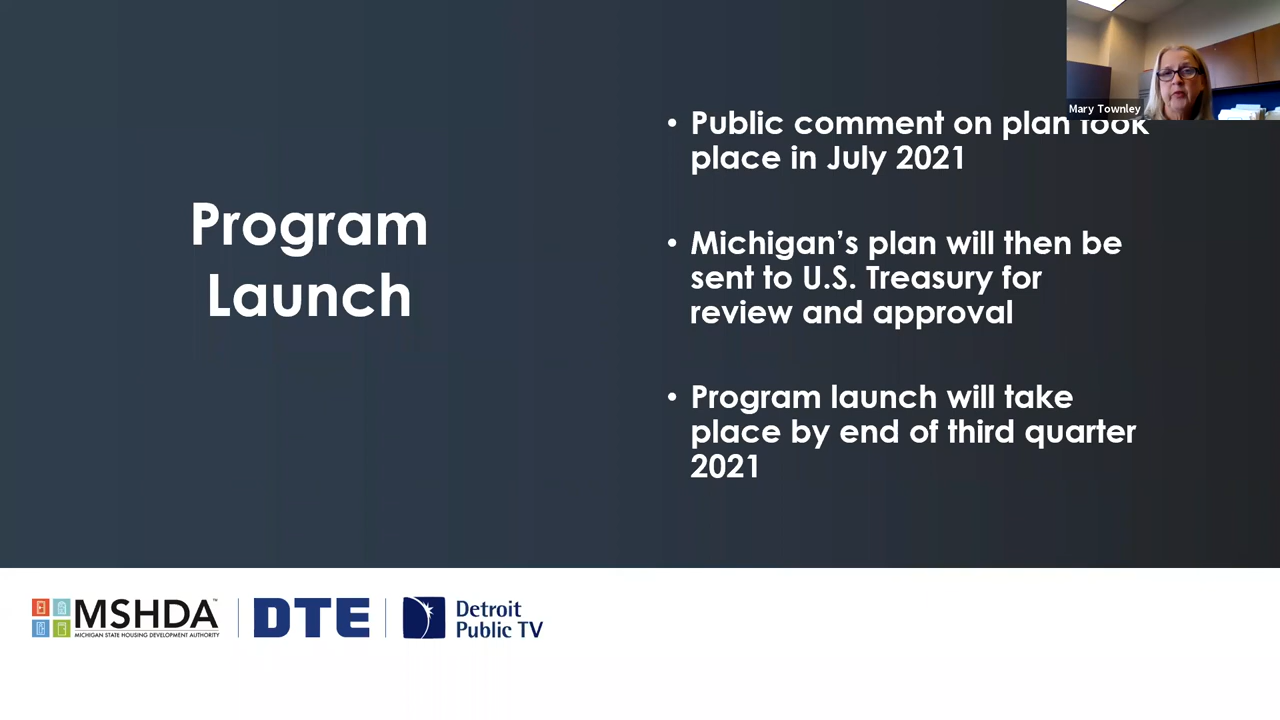 Mary Townley
Program
Launch
• Public comment on plan took
place in July 2021
• Michigan’s plan will then be
sent to U.S. Treasury for
review and approval
• Program launch will take
place by end of third quarter
2021
MSHDA™
MICHIGAN STATE HOUSING DEVELOPMENT AUTHORITY
DTE
Detroit
Public TV